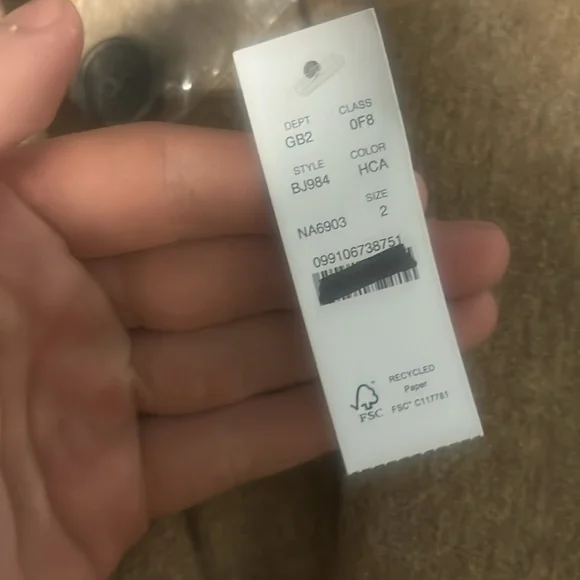 DEPT CLASS
GB2 0F8
STYLE COLOR
BJ984 HCA
SIZE
NA6903 2
099106738751
RECYCLED
Paper
FSC
FSC® C117781